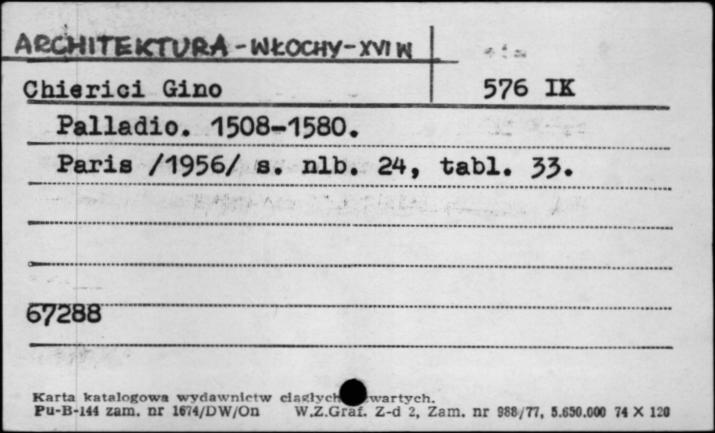 ARCHITEKTURA-WŁOCHY-XVI W
Chierici Gino 576 IK
Palladio. 1508-1580.
Paris /1956/ s. nlb. 24, tabl. 33.
67288
Karta katalogowa wydawnictw ciągłych wartych.
Pu-B-144 zam. nr 1674/DW/On W.Z.Graf. Z-d 2, Zam. nr 988/77, 5.650.000 74 X 120